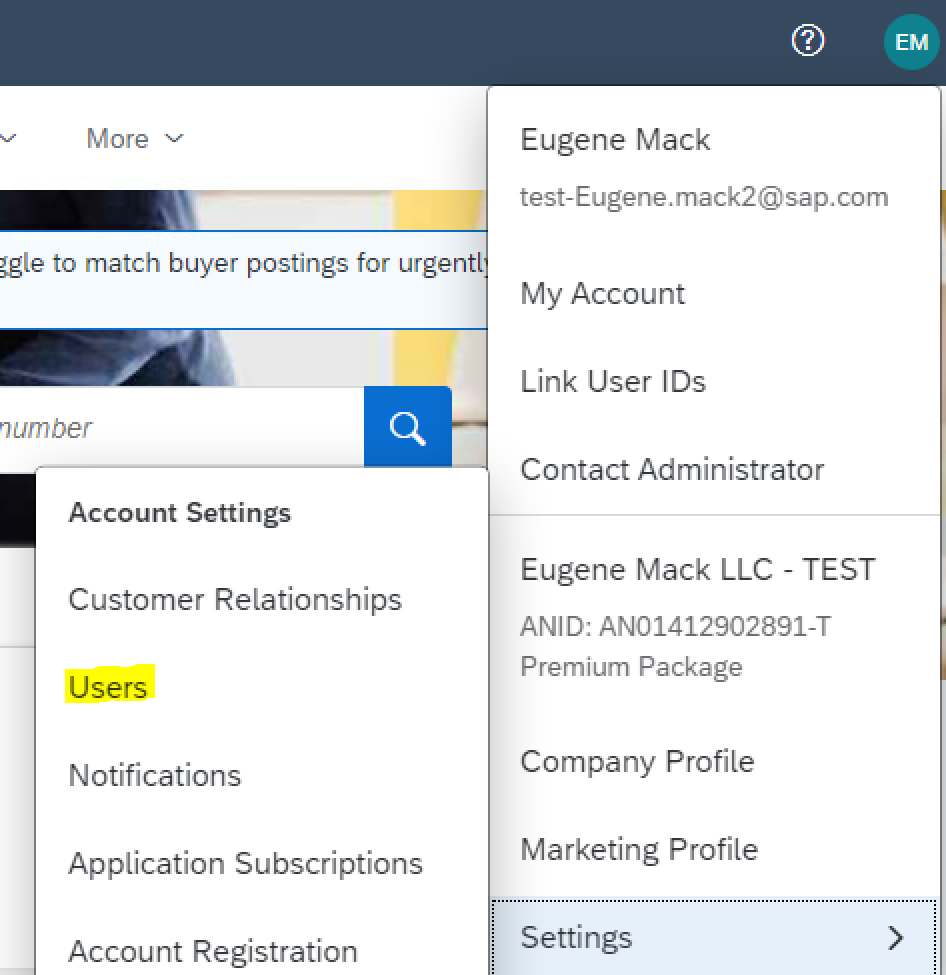 EM
More
Eugene Mack
test-Eugene.mack2@sap.com
to match buyer postings for urgently
My Account
Link User IDs
number
Contact Administrator
Account Settings
Customer Relationships
Users
Notifications
Application Subscriptions
Account Registration
Eugene Mack LLC - TEST
ANID: AN01412902891-T
Premium Package
Company Profile
Marketing Profile
Settings